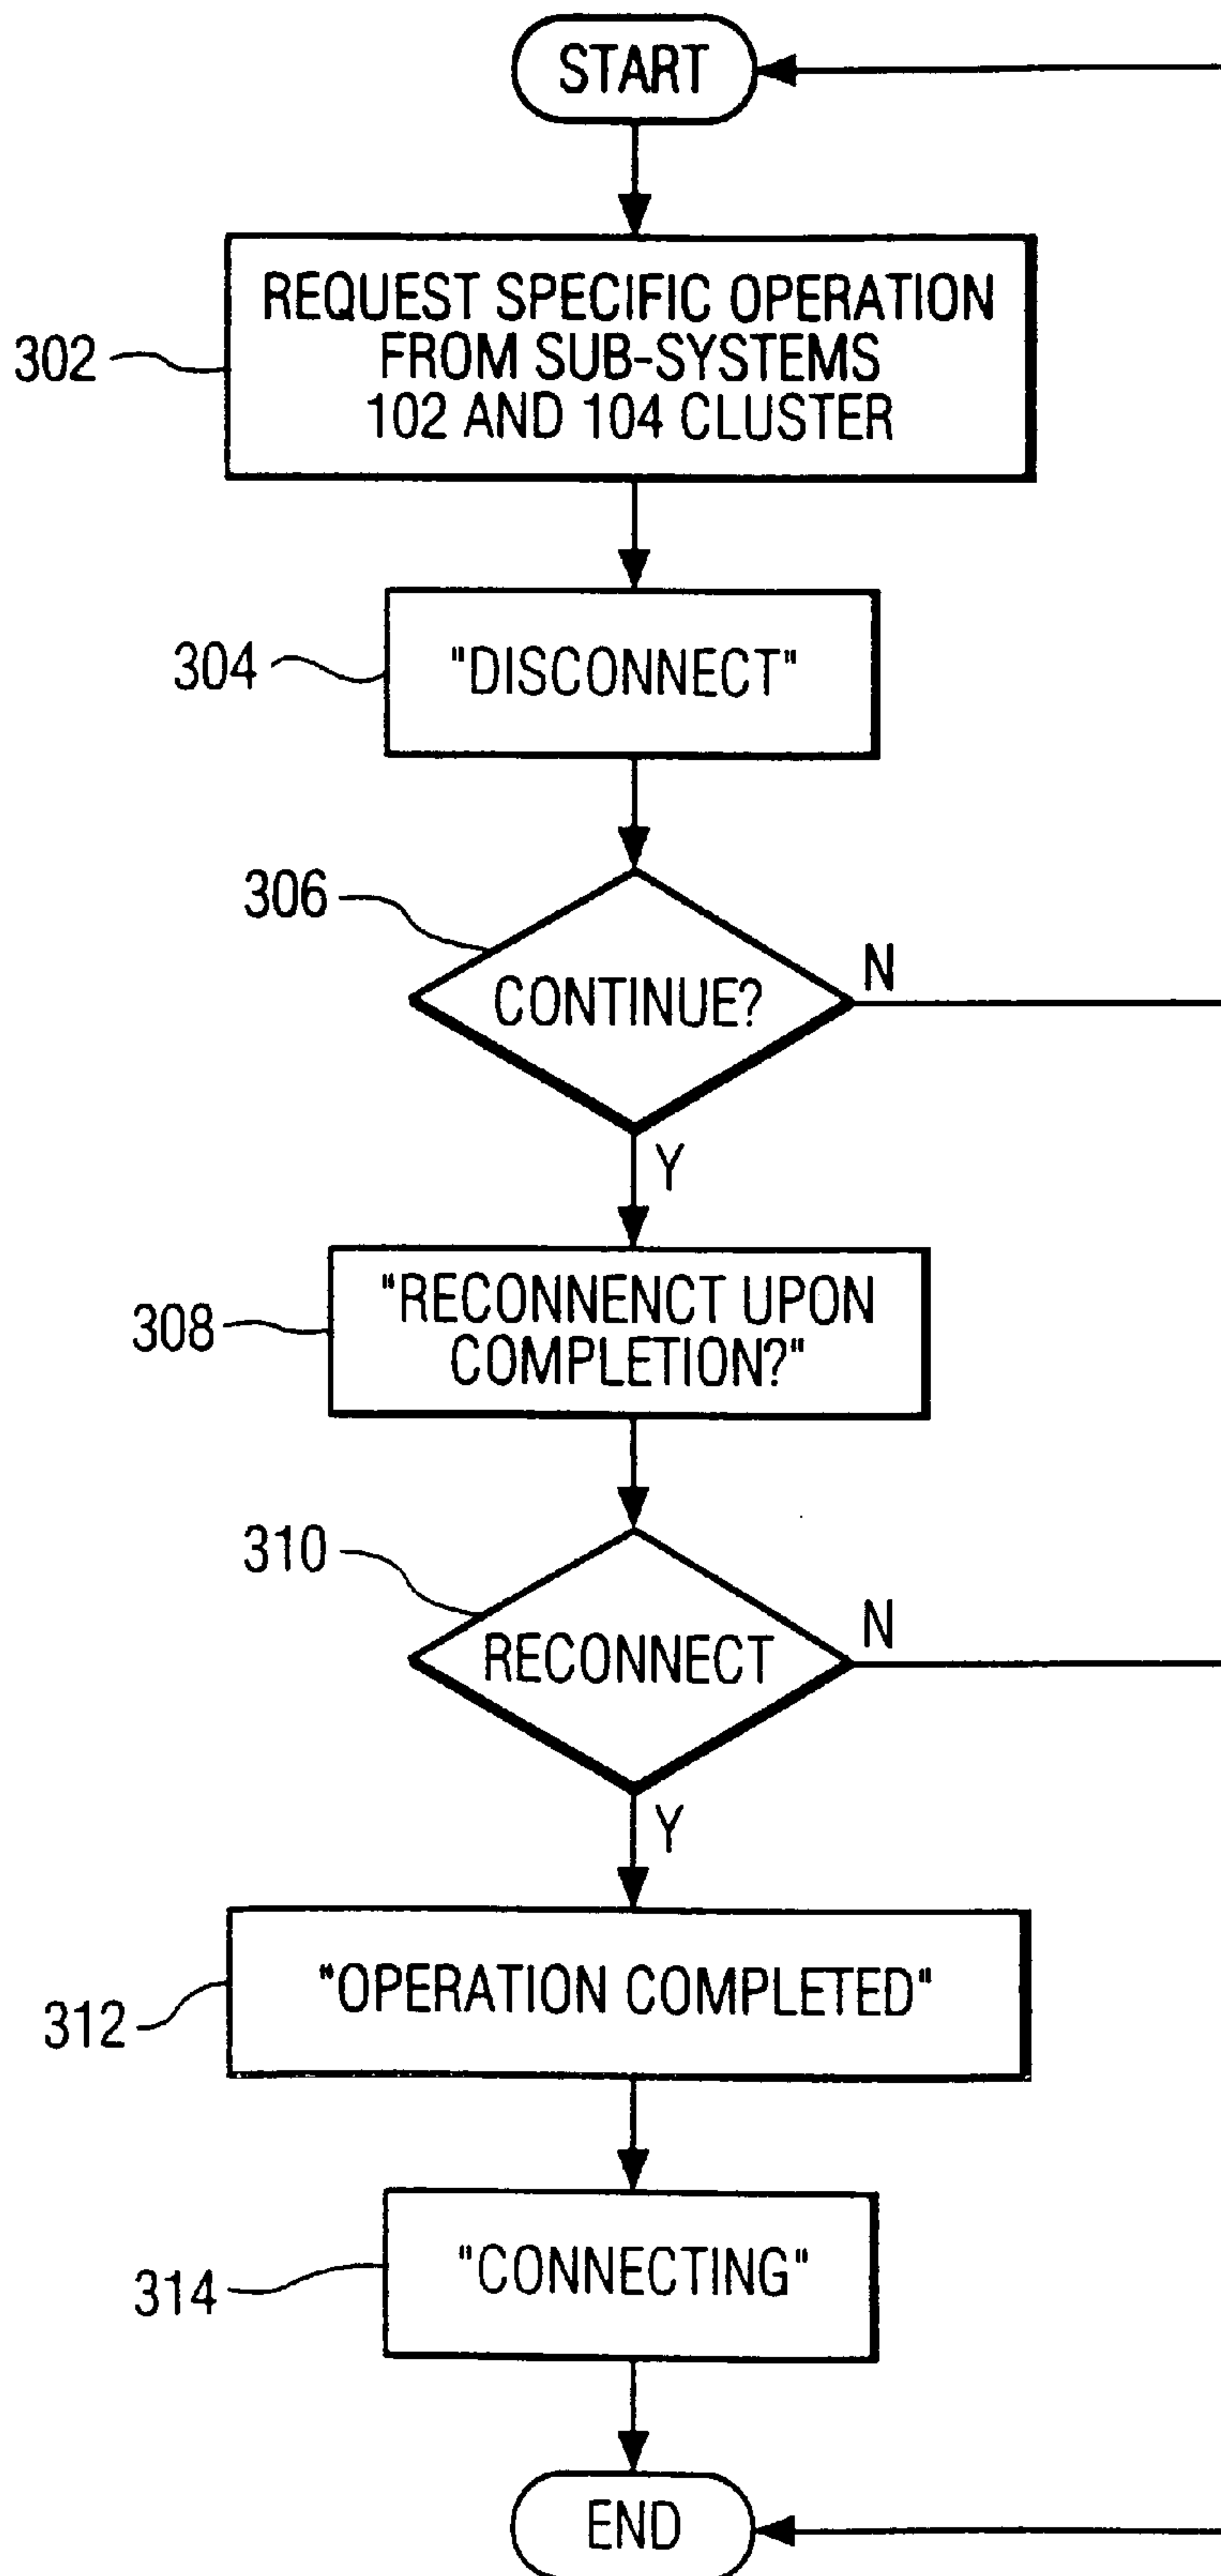 START
302
REQUEST SPECIFIC OPERATION
FROM SUB-SYSTEMS
102 AND 104 CLUSTER
304
"DISCONNECT"
306
CONTINUE?
N
Y
308
"RECONNENCT UPON
COMPLETION?"
310
RECONNECT
N
Y
312
"OPERATION COMPLETED"
314
"CONNECTING"
END